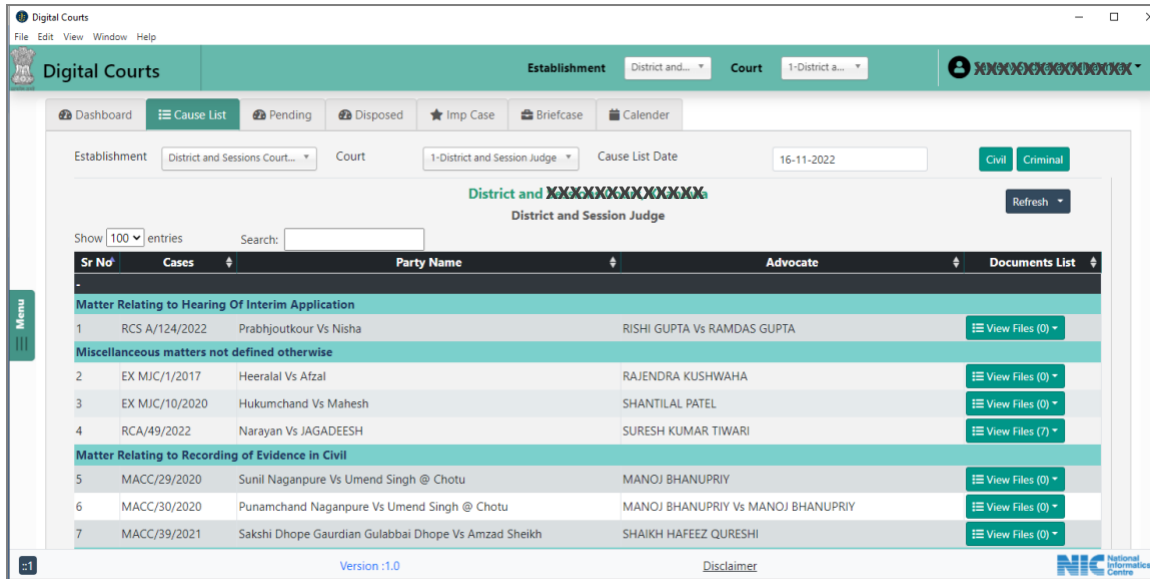 Digital Courts
File Edit View Window Help
Digital Courts
Establishment District and... Court 1-District a...
Dashboard Cause List Pending Disposed Imp Case Briefcase Calender
Establishment District and Sessions Court... Court 1-District and Session Judge Cause List Date 16-11-2022 Civil Criminal
District and
Refresh
District and Session Judge
Show 100 entries Search:
Sr No Cases Party Name Advocate Documents List
-
Matter Relating to Hearing Of Interim Application
1 RCS A/124/2022 Prabhjoutkour Vs Nisha RISHI GUPTA Vs RAMDAS GUPTA View Files (0)
Miscellaneous matters not defined otherwise
2 EX MJC/1/2017 Heeralal Vs Afzal RAJENDRA KUSHWAHA View Files (0)
3 EX MJC/10/2020 Hukumchand Vs Mahesh SHANTILAL PATEL View Files (0)
4 RCA/49/2022 Narayan Vs JAGADEESH SURESH KUMAR TIWARI View Files (7)
Matter Relating to Recording of Evidence in Civil
5 MACC/29/2020 Sunil Naganpure Vs Umend Singh @ Chotu MANOJ BHANUPRIY View Files (0)
6 MACC/30/2020 Punamchand Naganpure Vs Umend Singh @ Chotu MANOJ BHANUPRIY Vs MANOJ BHANUPRIY View Files (0)
7 MACC/39/2021 Sakshi Dhope Gaurdian Gulabbai Dhope Vs Amzad Sheikh SHAIKH HAFEEZ QURESHI View Files (0)
Menu
::1 Version :1.0 Disclaimer NIC National Informatics Centre